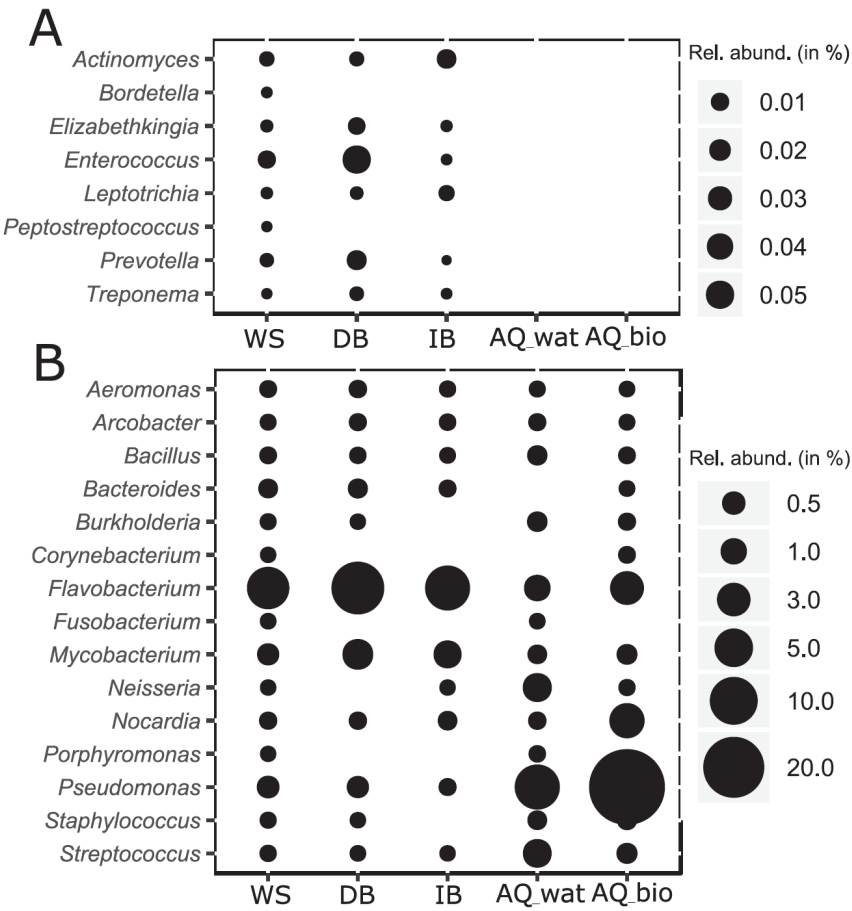 A
Rel. abund. (in %)
Actinomyces
Bordetella
Elizabethkingia
Enterococcus
Leptotrichia
Peptostreptococcus
Prevotella
Treponema
0.01
0.02
0.03
0.04
0.05
WS DB IB AQ_wat AQ_bio
B
Aeromonas
Arcobacter
Bacillus
Bacteroides
Burkholderia
Corynebacterium
Flavobacterium
Fusobacterium
Mycobacterium
Neisseria
Nocardia
Porphyromonas
Pseudomonas
Staphylococcus
Streptococcus
Rel. abund. (in %)
0.5
1.0
3.0
5.0
10.0
20.0
WS DB IB AQ_wat AQ_bio